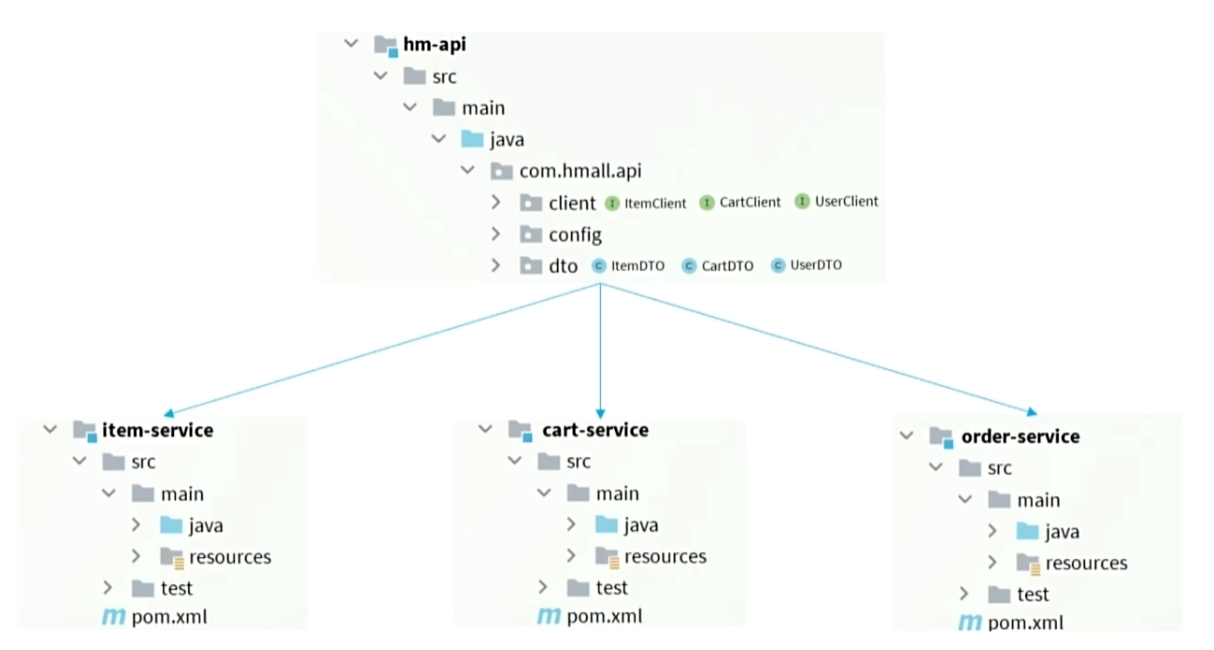 hm-api
src
main
java
com.hmall.api
client I ItemClient I CartClient I UserClient
config
dto C ItemDTO C CartDTO C UserDTO
item-service
src
main
java
resources
test
m pom.xml
cart-service
src
main
java
resources
test
m pom.xml
order-service
src
main
java
resources
test
m pom.xml